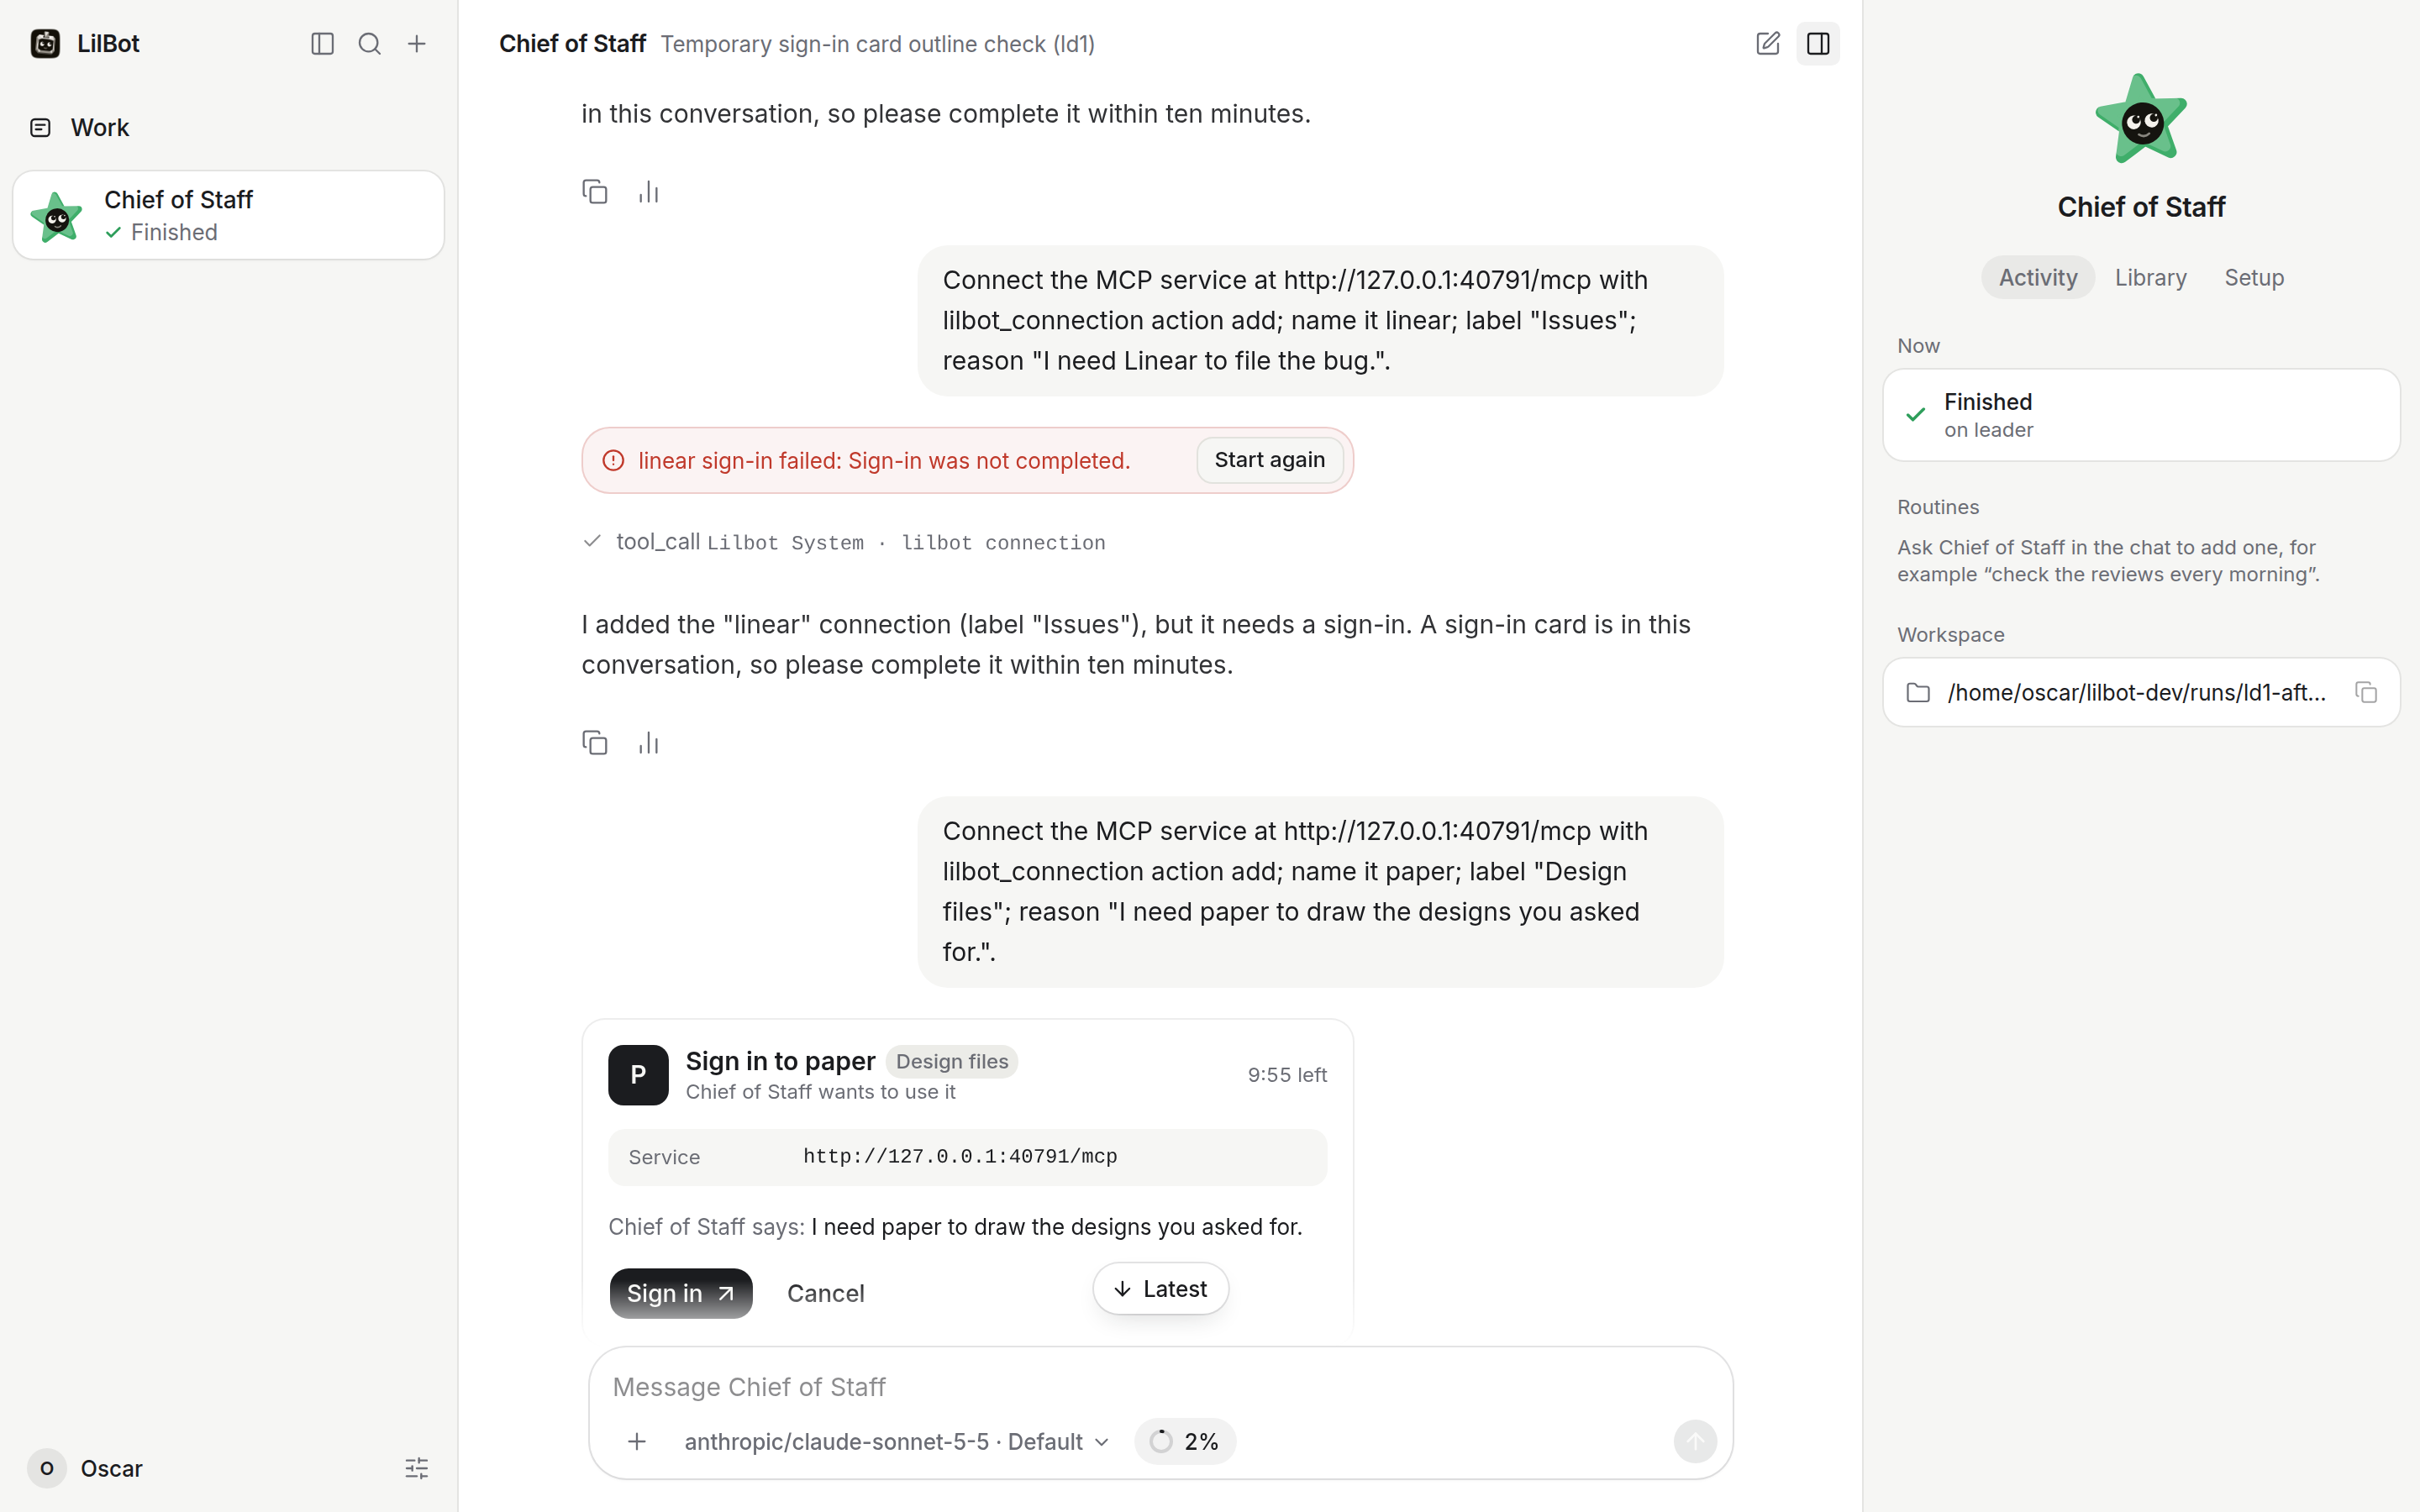 LilBot
Work
Chief of Staff
Finished
O
Oscar
Chief of Staff Temporary sign-in card outline check (ld1)
in this conversation, so please complete it within ten minutes.
Connect the MCP service at http://127.0.0.1:40791/mcp with
lilbot_connection action add; name it linear; label "Issues";
reason "I need Linear to file the bug.".
linear sign-in failed: Sign-in was not completed.
Start again
tool_call Lilbot System · lilbot connection
I added the "linear" connection (label "Issues"), but it needs a sign-in. A sign-in card is in this
conversation, so please complete it within ten minutes.
Connect the MCP service at http://127.0.0.1:40791/mcp with
lilbot_connection action add; name it paper; label "Design
files"; reason "I need paper to draw the designs you asked
for.".
P
Sign in to paper Design files
Chief of Staff wants to use it
9:55 left
Service http://127.0.0.1:40791/mcp
Chief of Staff says: I need paper to draw the designs you asked for.
Sign in
Cancel
Latest
Message Chief of Staff
anthropic/claude-sonnet-5-5 · Default
2%
Chief of Staff
Activity Library Setup
Now
Finished
on leader
Routines
Ask Chief of Staff in the chat to add one, for
example “check the reviews every morning”.
Workspace
/home/oscar/lilbot-dev/runs/ld1-aft...